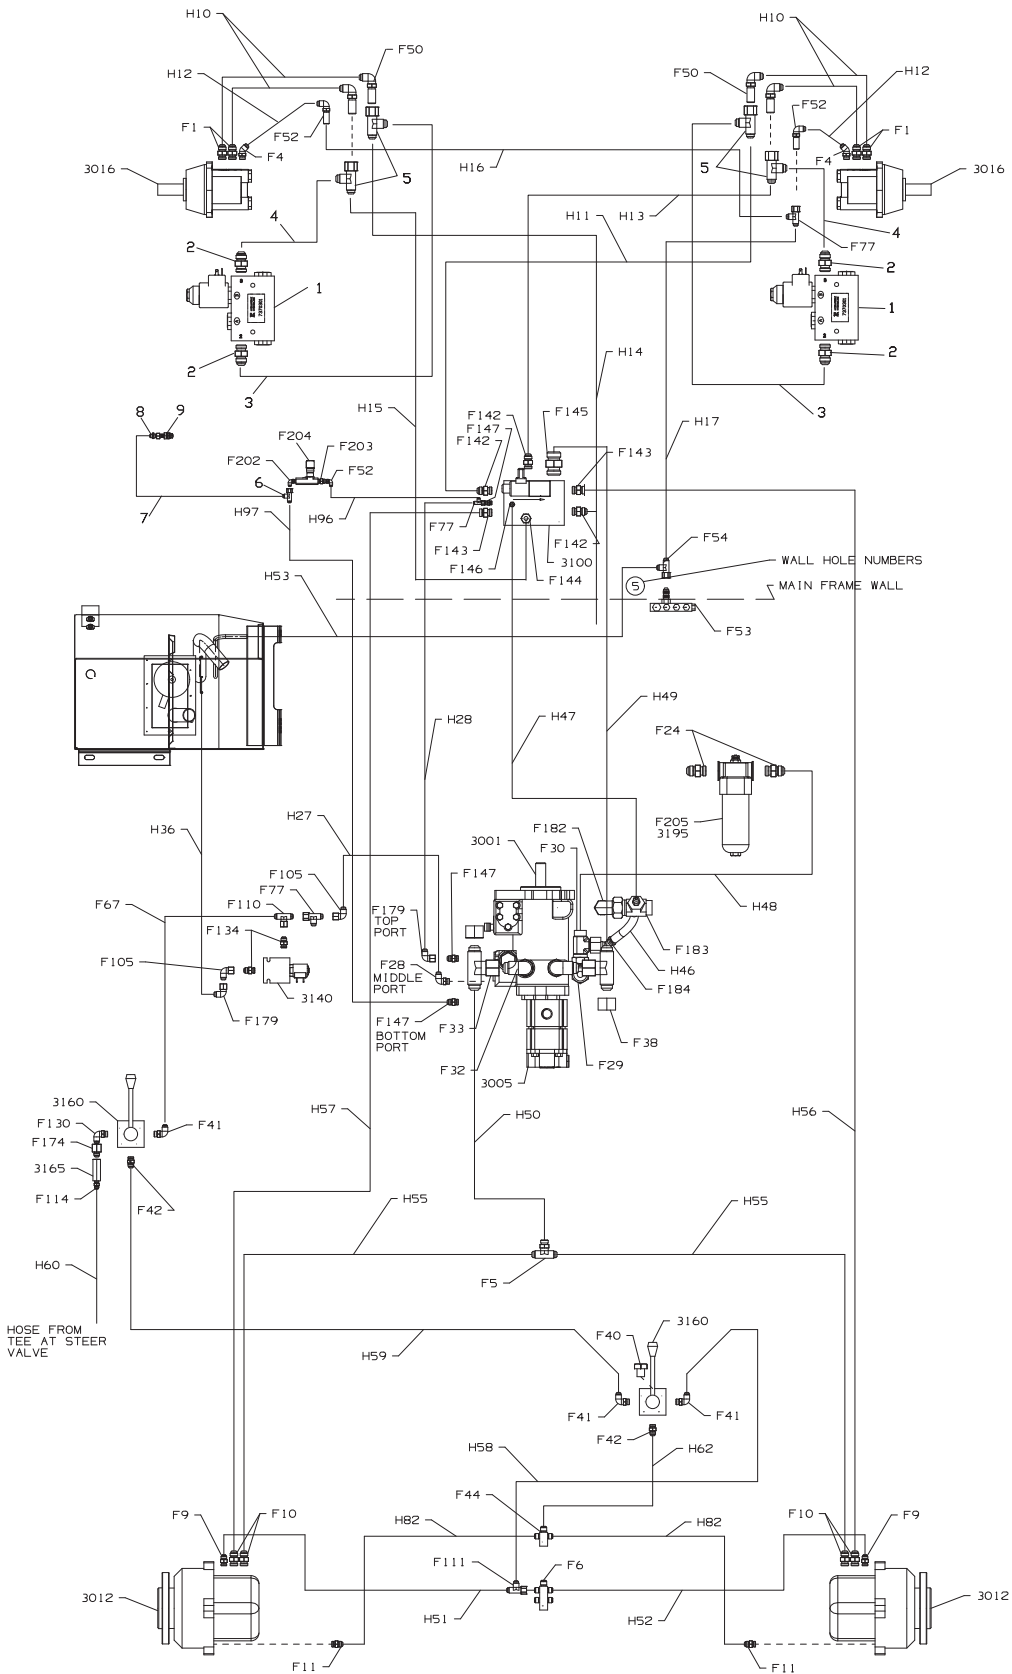 H10
H10
F50
H12
F50
H12
F52
F52
F1
F1
F4
F4
3016
H16
5
5
3016
H11
H13
4
4
F77
2
2
1
1
2
2
H14
3
3
H15
F145
8
9
F142
H17
F147
F204
F142
F143
F203
F202
F52
6
7
H97
H96
F77
F143
F142
F54
F146
3100
F144
WALL HOLE NUMBERS
5
MAIN FRAME WALL
H53
F53
H49
H28
H47
F24
F205
3195
H27
F182
H36
3001
F30
F105
F147
H48
F67
F110
F77
F179
TOP
PORT
F134
F183
F105
F28
MIDDLE
PORT
H46
F184
3140
F179
F147
BOTTOM
PORT
F33
F38
F32
F29
3005
3160
H57
H50
H56
F130
F41
F174
3165
F114
F42
H55
H55
H60
F5
HOSE FROM
TEE AT STEER
VALVE
3160
F40
H59
F41
F41
F42
H62
H58
F44
F9
F10
H82
H82
F10
F9
F111
F6
3012
H51
H52
3012
F11
F11